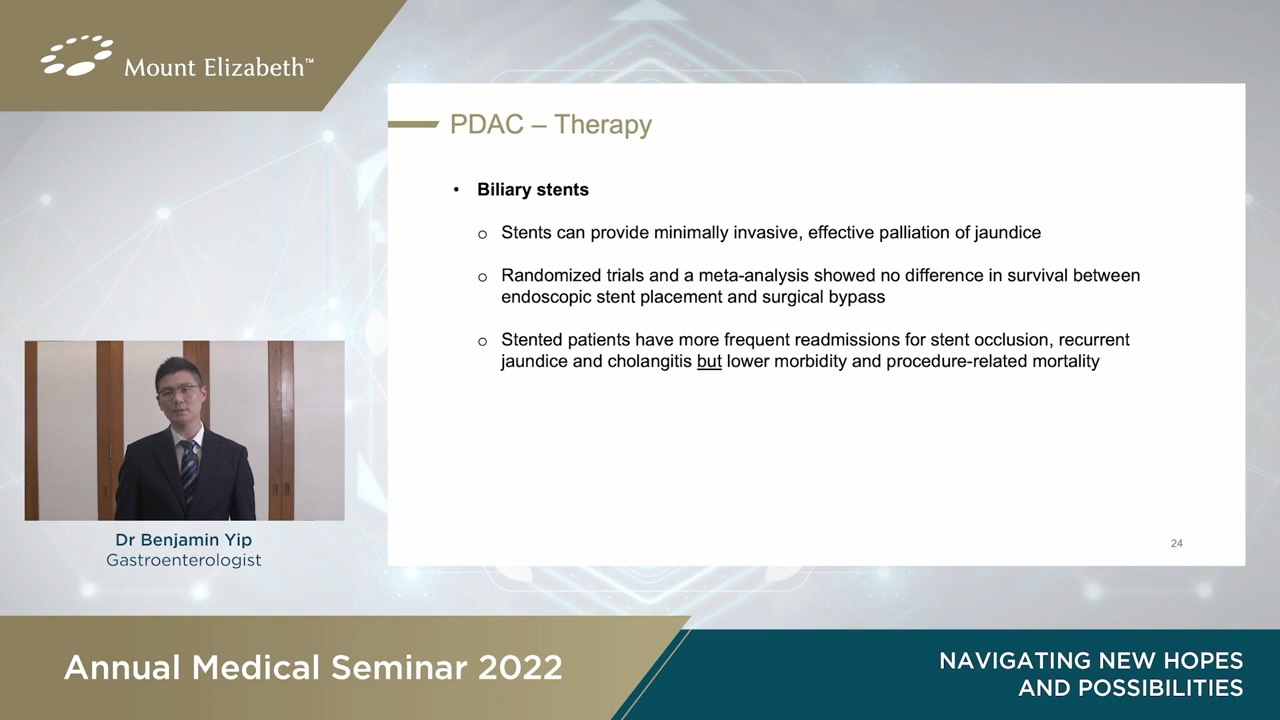 Mount Elizabeth™
PDAC – Therapy
• Biliary stents
o Stents can provide minimally invasive, effective palliation of jaundice
o Randomized trials and a meta-analysis showed no difference in survival between
endoscopic stent placement and surgical bypass
o Stented patients have more frequent readmissions for stent occlusion, recurrent
jaundice and cholangitis but lower morbidity and procedure-related mortality
24
Dr Benjamin Yip
Gastroenterologist
Annual Medical Seminar 2022
NAVIGATING NEW HOPES
AND POSSIBILITIES